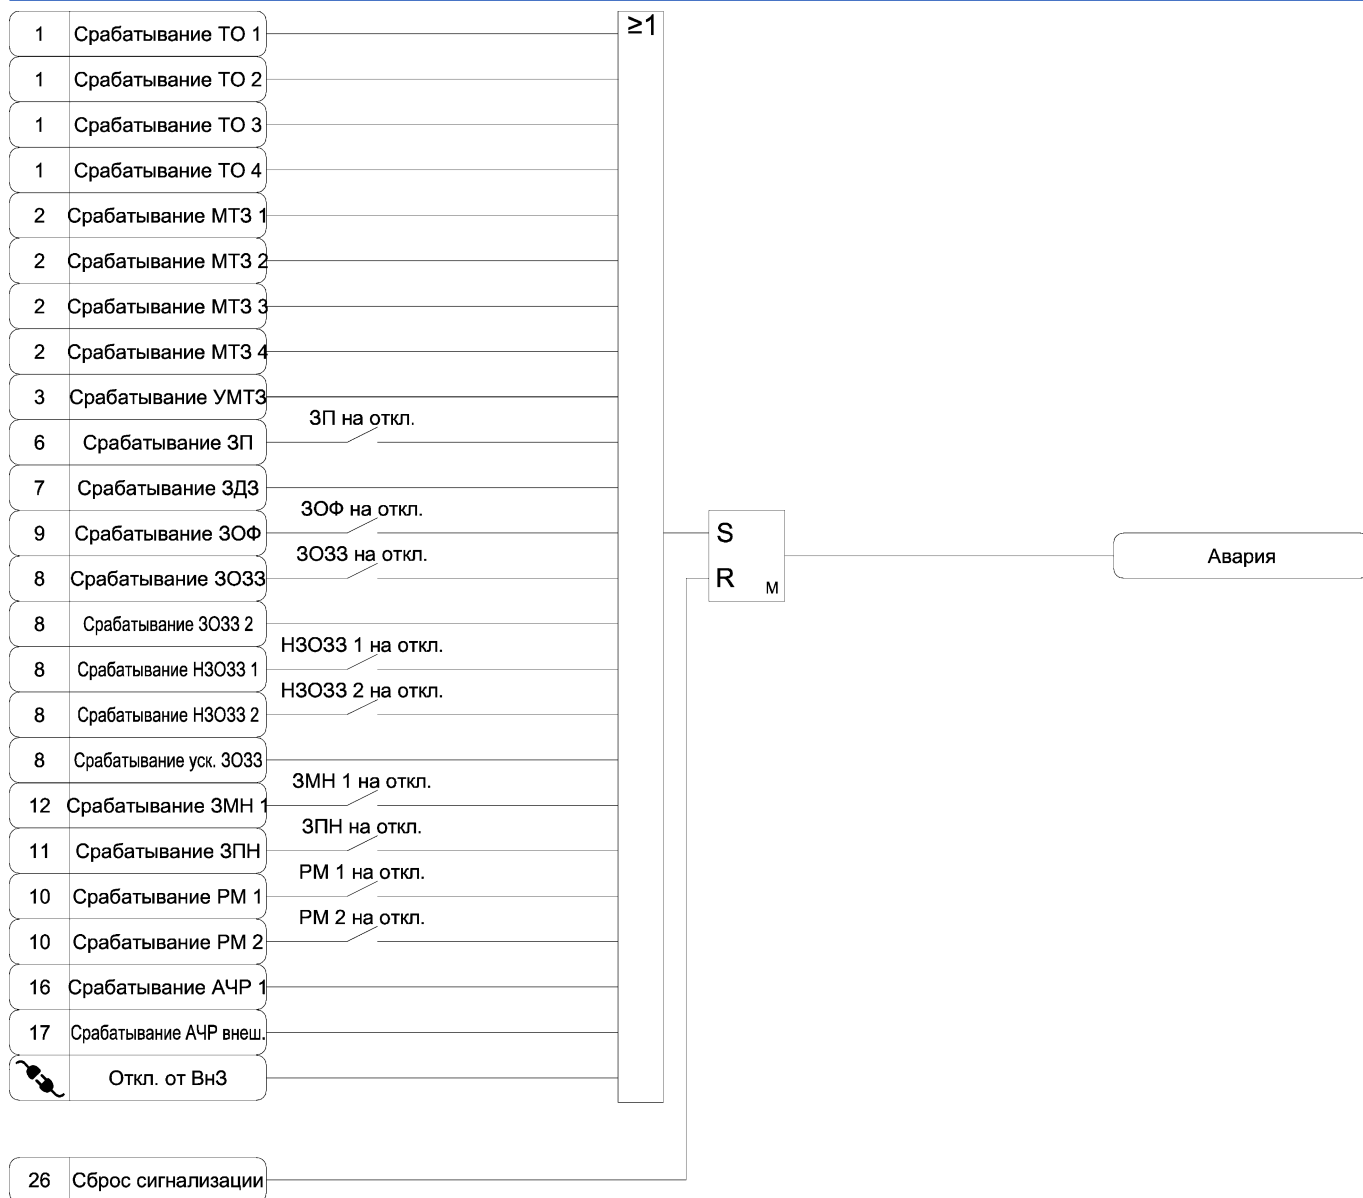 ≥1
1 Срабатывание ТО 1
1 Срабатывание ТО 2
1 Срабатывание ТО 3
1 Срабатывание ТО 4
2 Срабатывание МТЗ 1
2 Срабатывание МТЗ 2
2 Срабатывание МТЗ 3
2 Срабатывание МТЗ 4
3 Срабатывание УМТЗ
ЗП на откл.
6 Срабатывание ЗП
7 Срабатывание ЗДЗ
ЗОФ на откл.
9 Срабатывание ЗОФ
S
ЗОЗЗ на откл.
8 Срабатывание ЗОЗЗ
R
M
Авария
8 Срабатывание ЗОЗЗ 2
НЗОЗЗ 1 на откл.
8 Срабатывание НЗОЗЗ 1
НЗОЗЗ 2 на откл.
8 Срабатывание НЗОЗЗ 2
8 Срабатывание уск. ЗОЗЗ
ЗМН 1 на откл.
12 Срабатывание ЗМН 1
ЗПН на откл.
11 Срабатывание ЗПН
РМ 1 на откл.
10 Срабатывание РМ 1
РМ 2 на откл.
10 Срабатывание РМ 2
16 Срабатывание АЧР 1
17 Срабатывание АЧР внеш.
Откл. от ВнЗ
26 Сброс сигнализации